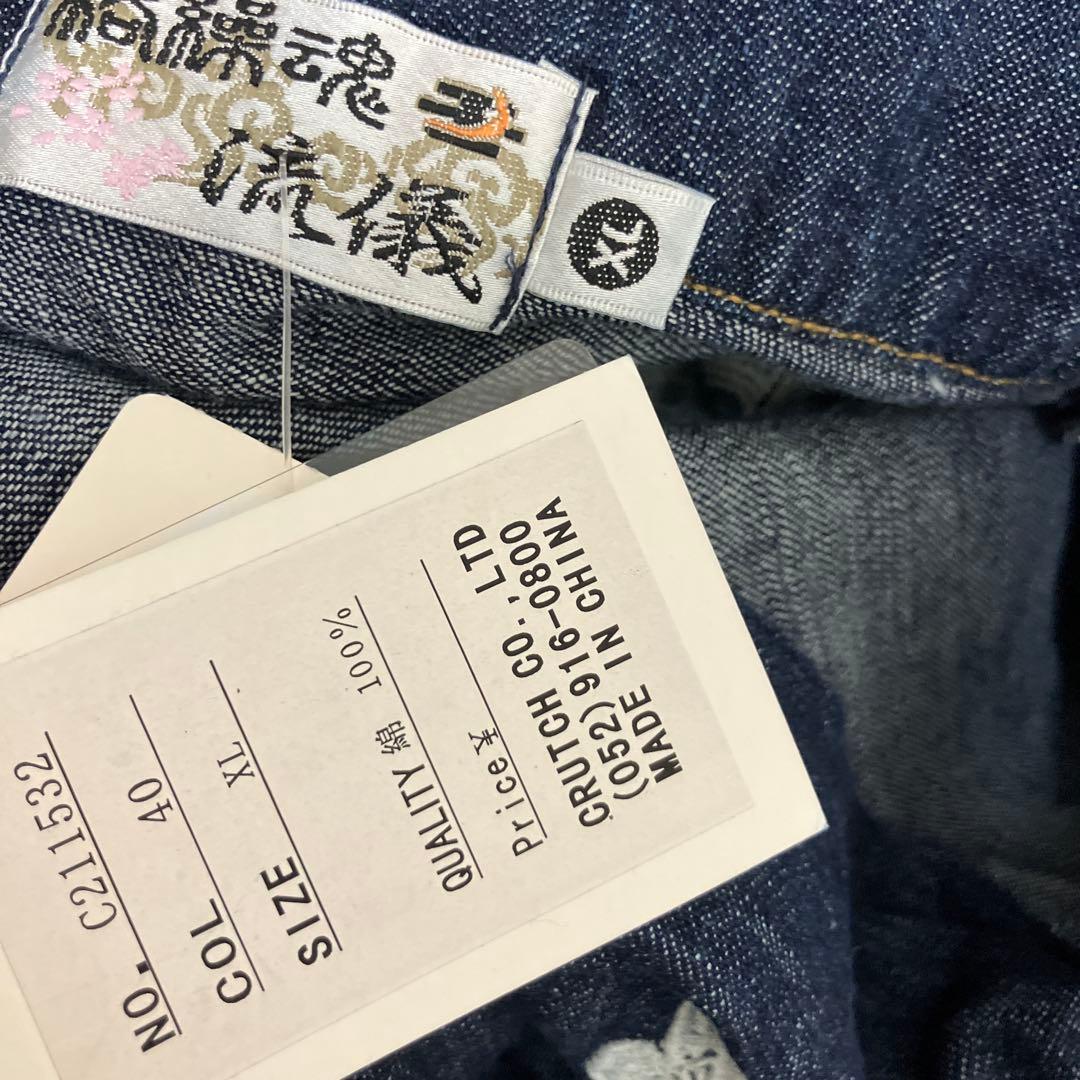 絡繰魂
流儀
XL
NO. C211532
COL 40
SIZE XL
QUALITY 綿 100%
Price ¥
CRUTCH CO.,LTD
(052)916-0800
MADE IN CHINA